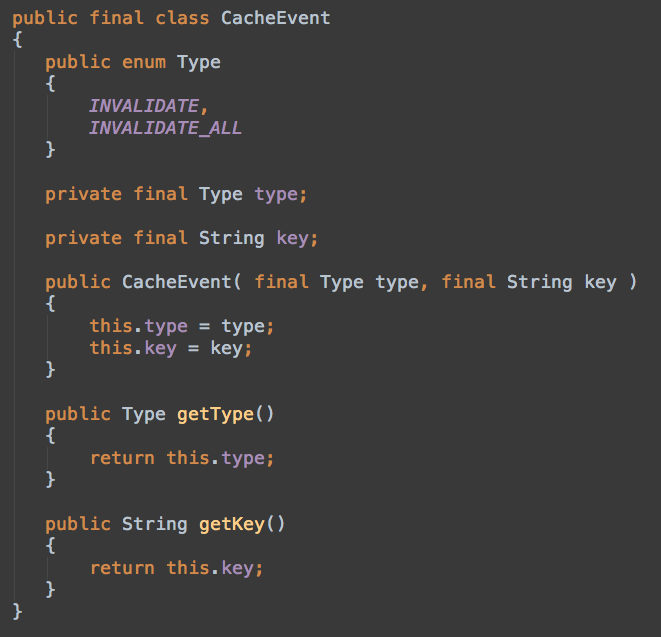 public final class CacheEvent
{
    public enum Type
    {
        INVALIDATE,
        INVALIDATE_ALL
    }

    private final Type type;

    private final String key;

    public CacheEvent( final Type type, final String key )
    {
        this.type = type;
        this.key = key;
    }

    public Type getType()
    {
        return this.type;
    }

    public String getKey()
    {
        return this.key;
    }
}